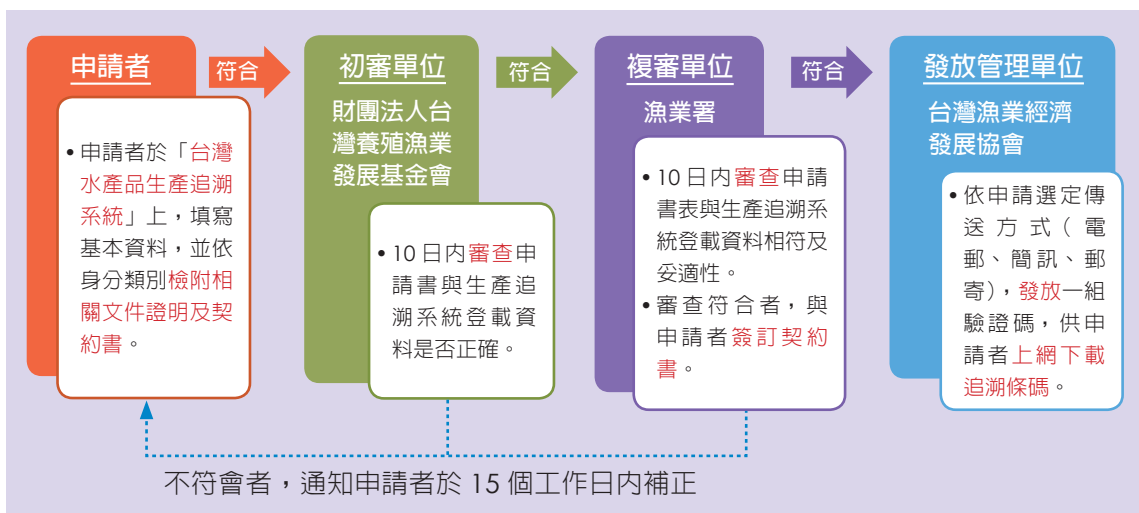 申請者
• 申請者於「台灣
水產品生產追溯
系統」上，填寫
基本資料，並依
身分類別檢附相
關文件證明及契
約書。
符合
初審單位
財團法人台
灣養殖漁業
發展基金會
• 10 日內審查申
請書與生產追
溯系統登載資
料是否正確。
符合
複審單位
漁業署
• 10 日內審查申請
書表與生產追溯系
統登載資料相符及
妥適性。
• 審查符合者，與
申請者簽訂契約
書。
符合
發放管理單位
台灣漁業經濟
發展協會
• 依申請選定傳
送方式（電
郵、簡訊、郵
寄），發放一組
驗證碼，供申
請者上網下載
追溯條碼。
不符會者，通知申請者於 15 個工作日內補正